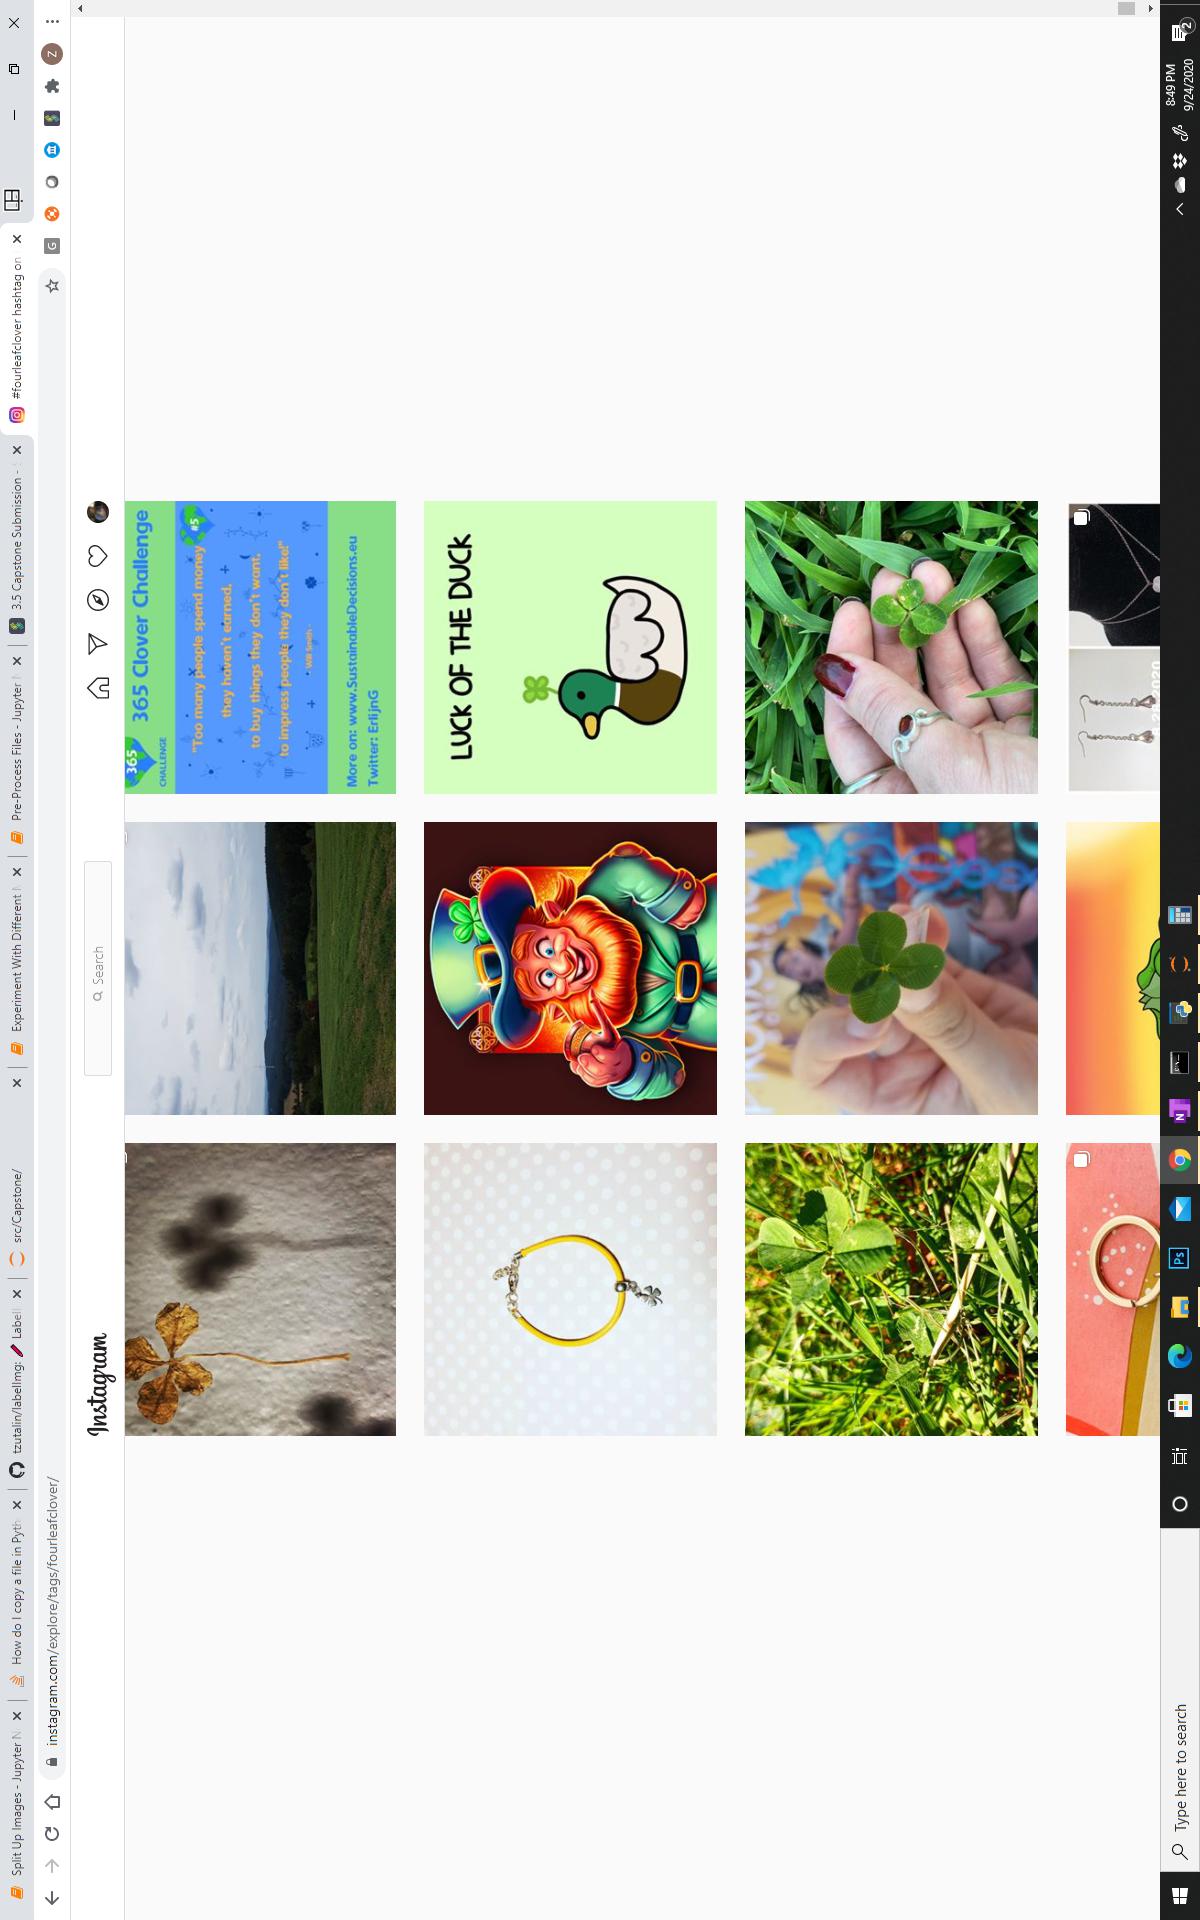 Split Up Images - Jupyter N
How do I copy a file in Pyth
tzutalin/labelImg: Labell
src/Capstone/
Experiment With Different
Pre-Process Files - Jupyter
3.5 Capstone Submission -
#fourleafclover hashtag on
instagram.com/explore/tags/fourleafclover/
G
Z
Instagram
Search
365
CHALLENGE
365 Clover Challenge
#5
"Too many people spend money
they haven't earned,
to buy things they don't want,
to impress people they don't like!"
- Will Smith -
More on: www.SustainableDecisions.eu
Twitter: ErlijnG
LUCK OF THE DUCK
Type here to search
Ps
N
8:49 PM
9/24/2020
2